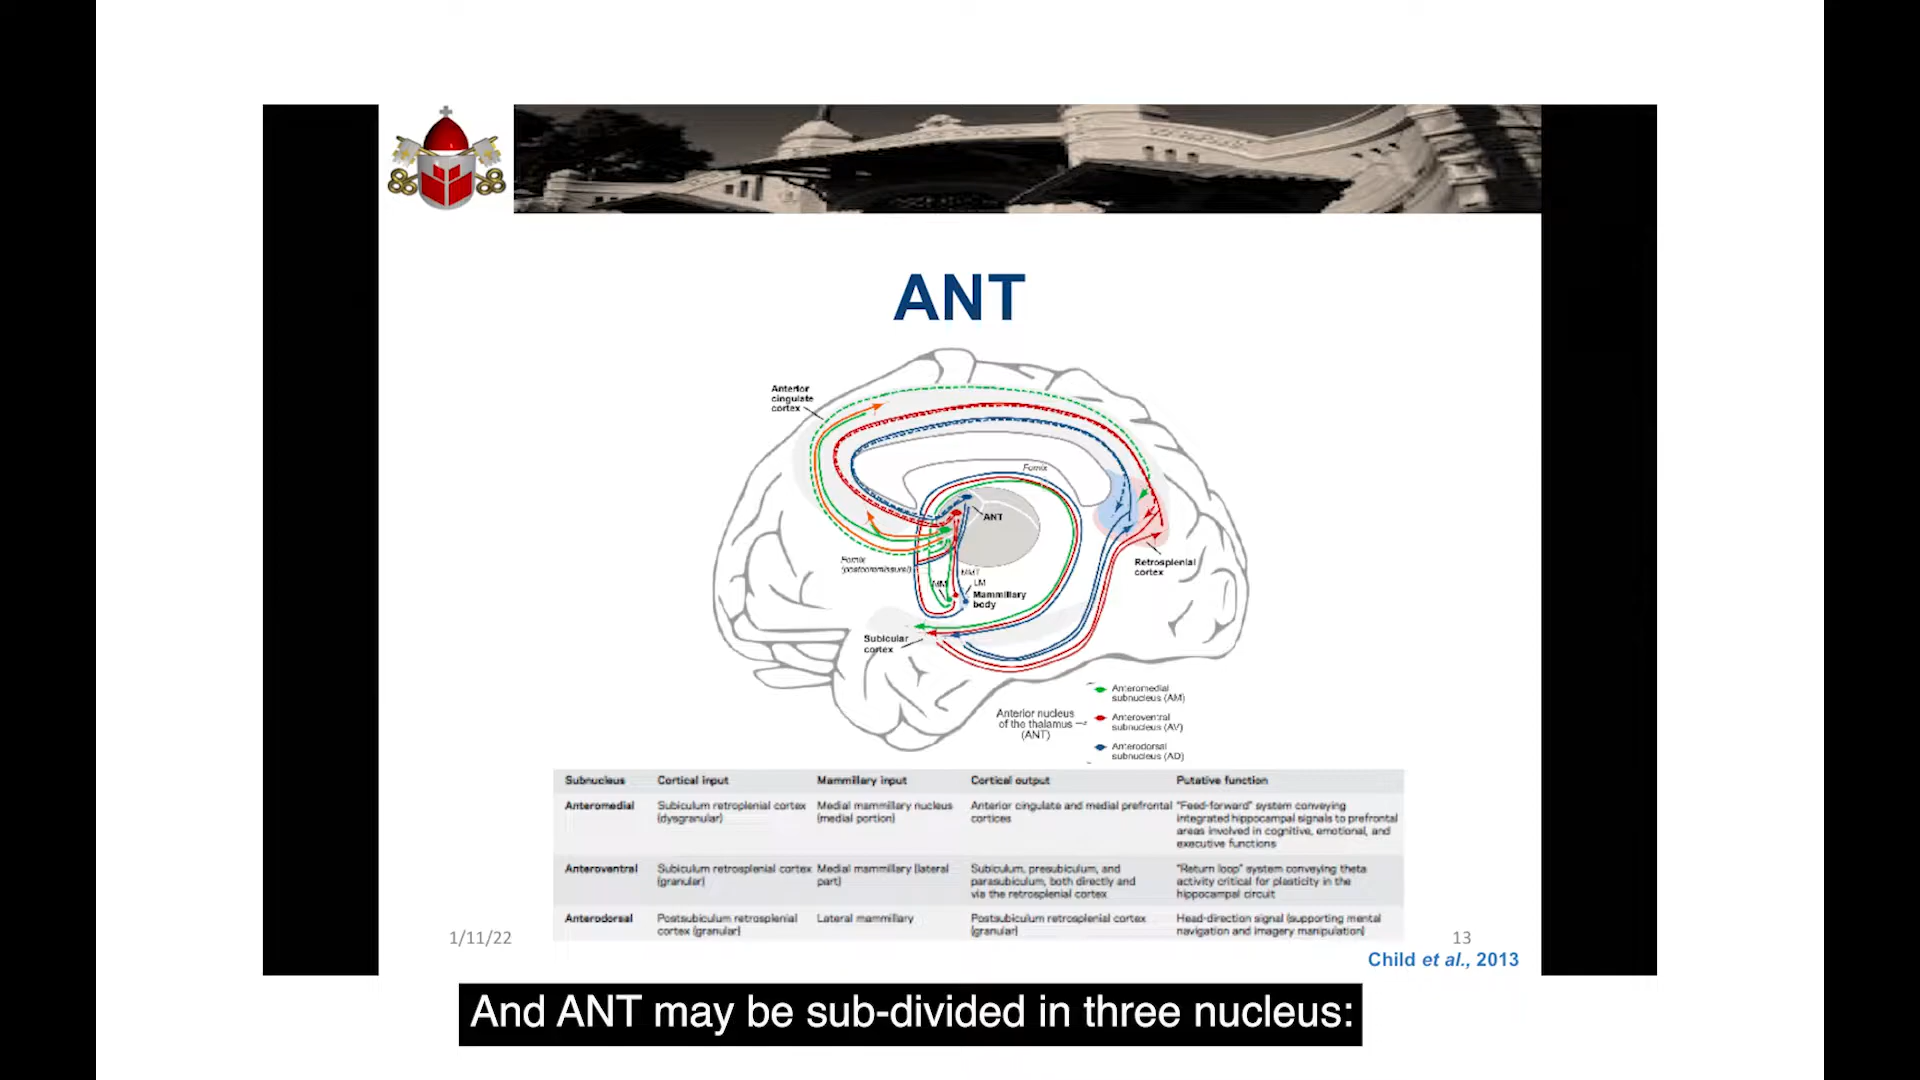 ANT
Anterior
cingulate
cortex
Fornix
ANT
Fornix
(postcommissural)
MMT
MM
LM
Mammillary
body
Retrosplenial
cortex
Subicular
cortex
Anterior nucleus
of the thalamus
(ANT)
Anteromedial
subnucleus (AM)
Anteroventral
subnucleus (AV)
Anterodorsal
subnucleus (AD)
Subnucleus Cortical input Mammillary input Cortical output Putative function
Anteromedial Subiculum retroplenial cortex Medial mammillary nucleus Anterior cingulate and medial prefrontal "Feed-forward" system conveying
(dysgranular) (medial portion) cortices integrated hippocampal signals to prefrontal
areas involved in cognitive, emotional, and
executive functions
Anteroventral Subiculum retrosplenial cortex Medial mammillary (lateral Subiculum, presubiculum, and "Return loop" system conveying theta
(granular) part) parasubiculum, both directly and activity critical for plasticity in the
via the retrosplenial cortex hippocampal circuit
Anterodorsal Postsubiculum retrosplenial Lateral mammillary Postsubiculum retrosplenial cortex Head-direction signal (supporting mental
cortex (granular) (granular) navigation and imagery manipulation)
1/11/22
13
Child et al., 2013
And ANT may be sub-divided in three nucleus: